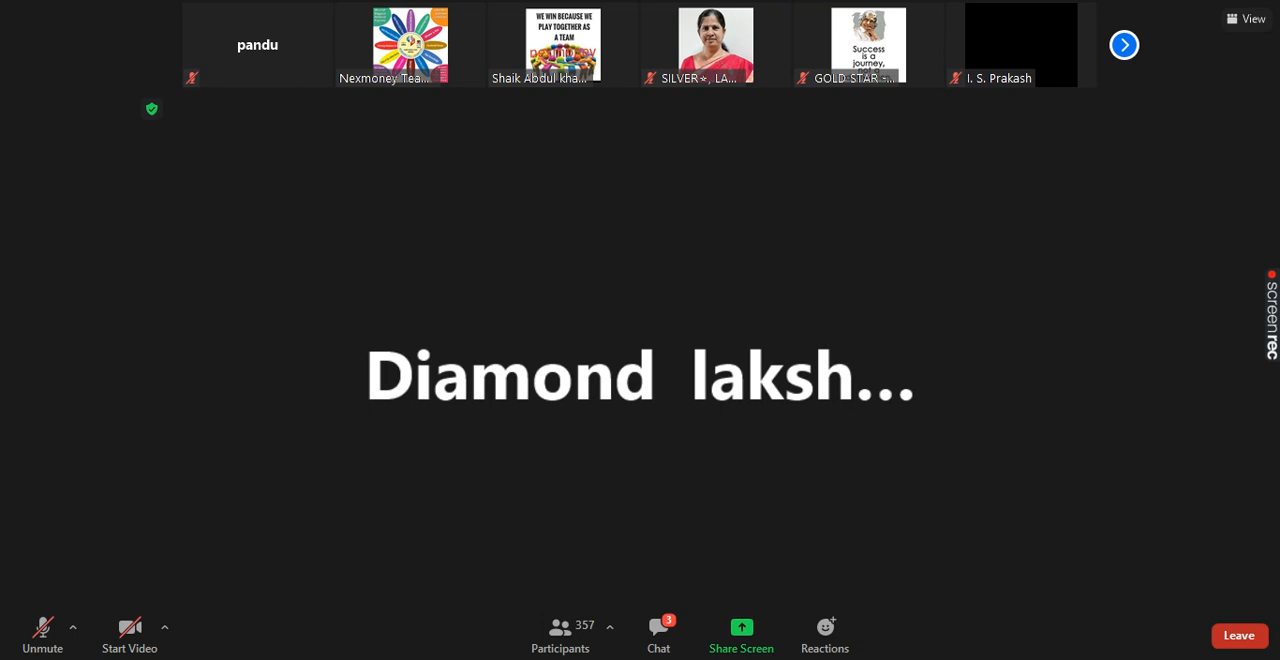 View
pandu
WE WIN BECAUSE WE
PLAY TOGETHER AS
A TEAM
Success
is a
journey,
Nexmoney Tea...
Shaik Abdul kha...
SILVER⭐, LA...
GOLD STAR -...
I. S. Prakash
screenrec
Diamond laksh...
357
3
Unmute
Start Video
Participants
Chat
Share Screen
Reactions
Leave